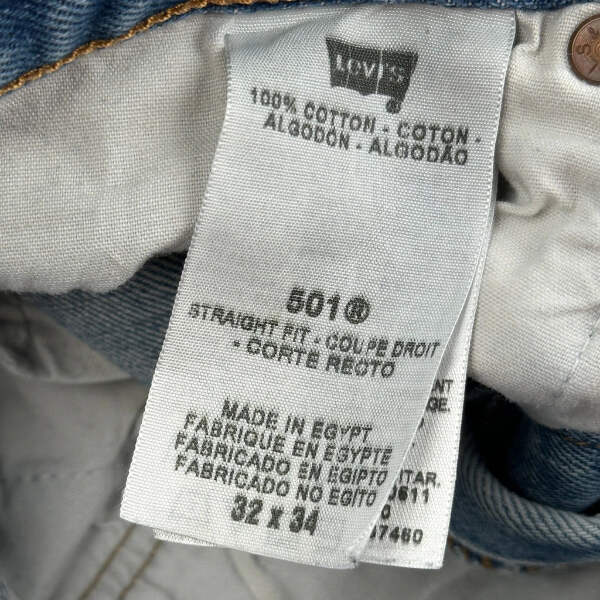 Levi's®
100% COTTON - COTON -
ALGODÓN - ALGODÃO
501®
STRAIGHT FIT - COUPE DROIT
- CORTE RECTO
MADE IN EGYPT
FABRIQUE EN EGYPTE
FABRICADO EN EGIPTO
FABRICADO NO EGITO
32 x 34